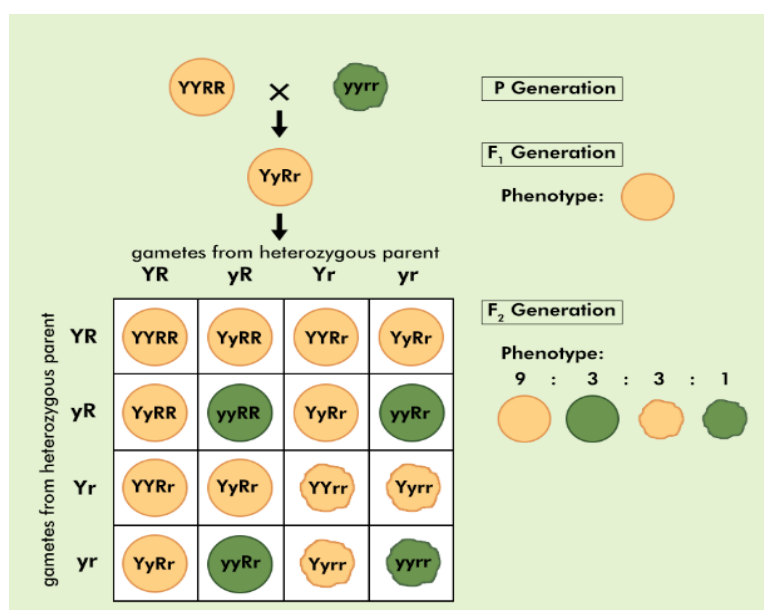 YYRR × yyrr
P Generation
F₁ Generation
YyRr
Phenotype:
gametes from heterozygous parent
YR yR Yr yr
gametes from heterozygous parent
F₂ Generation
YR YYRR YyRR YYRr YyRr
Phenotype:
9 : 3 : 3 : 1
yR YyRR yyRR YyRr yyRr
Yr YYRr YyRr YYrr Yyrr
yr YyRr yyRr Yyrr yyrr